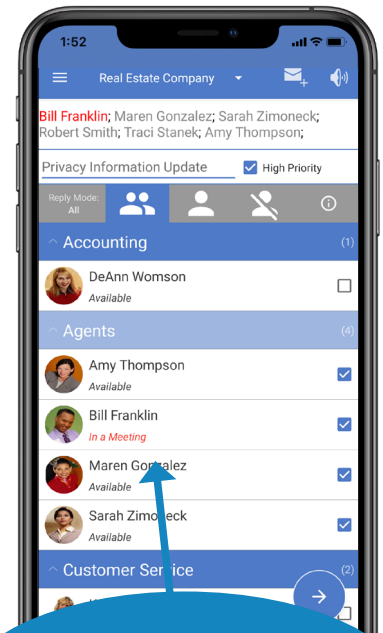 1:52
Real Estate Company
Bill Franklin; Maren Gonzalez; Sarah Zimoneck;
Robert Smith; Traci Stanek; Amy Thompson;
Privacy Information Update
High Priority
Reply Mode:
All
Accounting (1)
DeAnn Womson
Available
Agents (4)
Amy Thompson
Available
Bill Franklin
In a Meeting
Maren Gonzalez
Available
Sarah Zimoneck
Available
Customer Service (2)